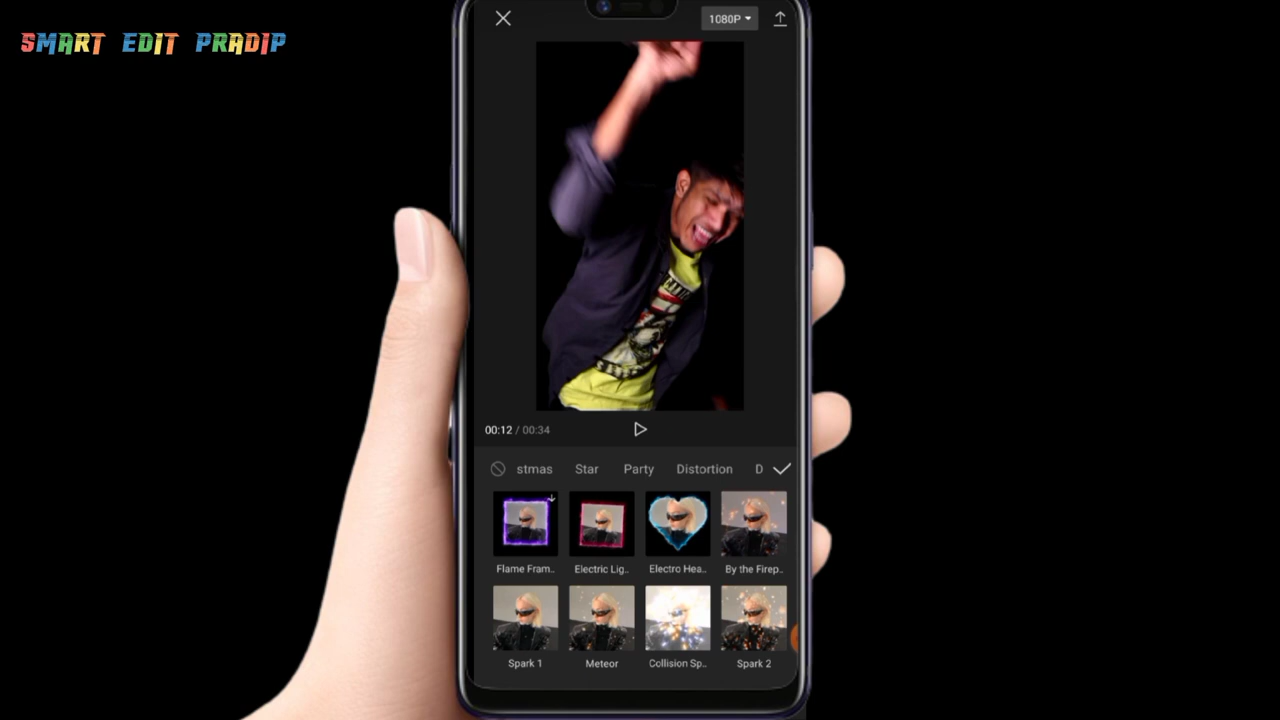 SMART EDIT PRADIP
1080P
00:12 / 00:34
stmas Star Party Distortion D
Flame Fram.. Electric Lig.. Electro Hea.. By the Firep..
Spark 1 Meteor Collision Sp.. Spark 2